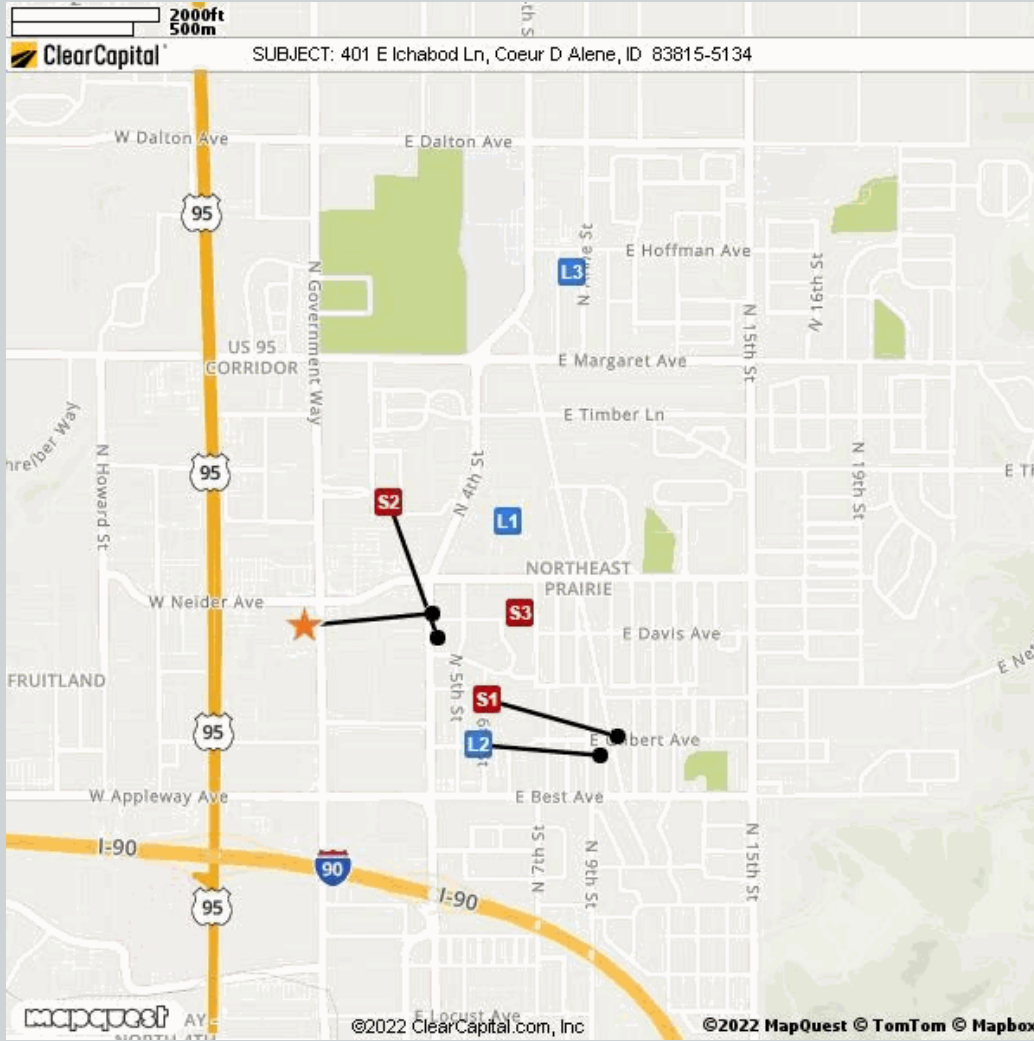 2000ft
500m
ClearCapital
SUBJECT: 401 E Ichabod Ln, Coeur D Alene, ID 83815-5134
W Dalton Ave
E Dalton Ave
95
E Hoffman Ave
L3
N 16th St
N Government Way
N 15th St
US 95
CORRIDOR
E Margaret Ave
E Timber Ln
N Howard St
N 4th St
N 19th St
95
S2
L1
NORTHEAST
PRAIRIE
W Neider Ave
S3
E Davis Ave
FRUITLAND
N 5th St
S1
95
L2
W Appleway Ave
E Best Ave
I-90
90
N 7th St
N 9th St
N 15th St
I-90
95
mapquest
E Locust Ave
©2022 ClearCapital.com, Inc
©2022 MapQuest © TomTom © Mapbox